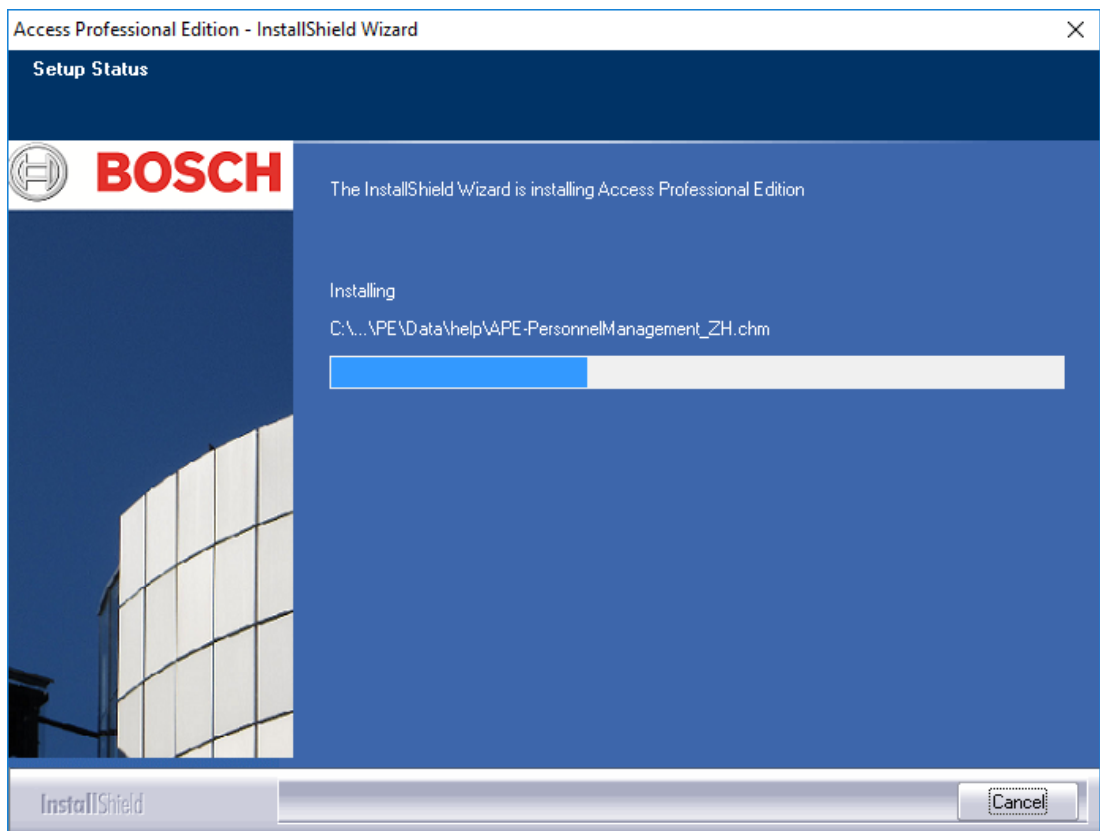 Access Professional Edition - InstallShield Wizard
Setup Status
BOSCH
The InstallShield Wizard is installing Access Professional Edition
Installing
C:\...\PE\Data\help\APE-PersonnelManagement_ZH.chm
InstallShield
Cancel